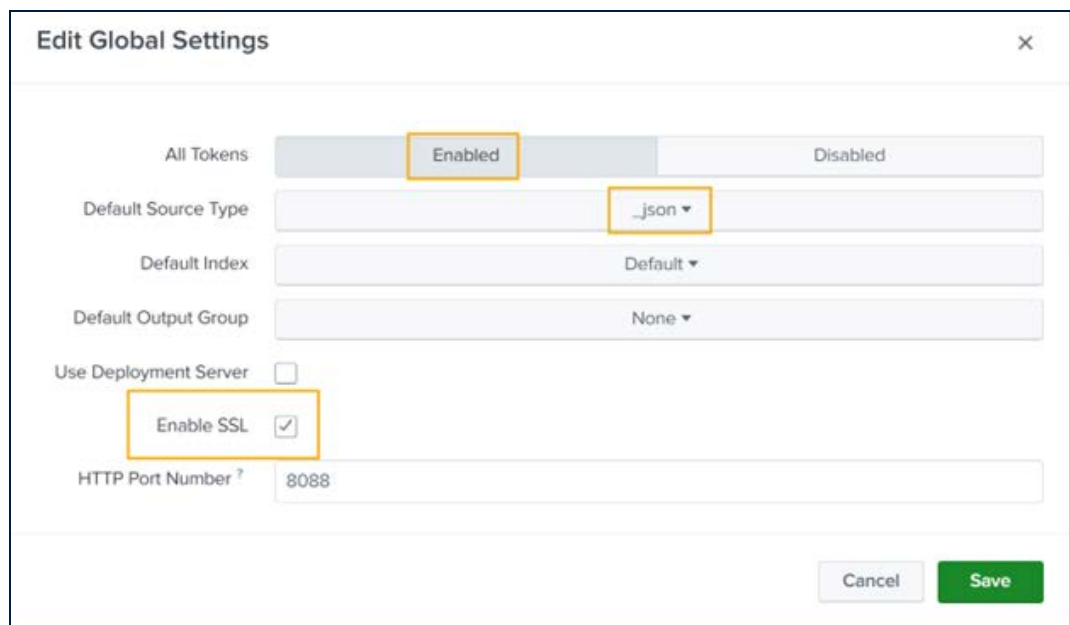 Edit Global Settings ×
All Tokens Enabled Disabled
Default Source Type _json
Default Index Default
Default Output Group None
Use Deployment Server
Enable SSL
HTTP Port Number ? 8088
Cancel Save